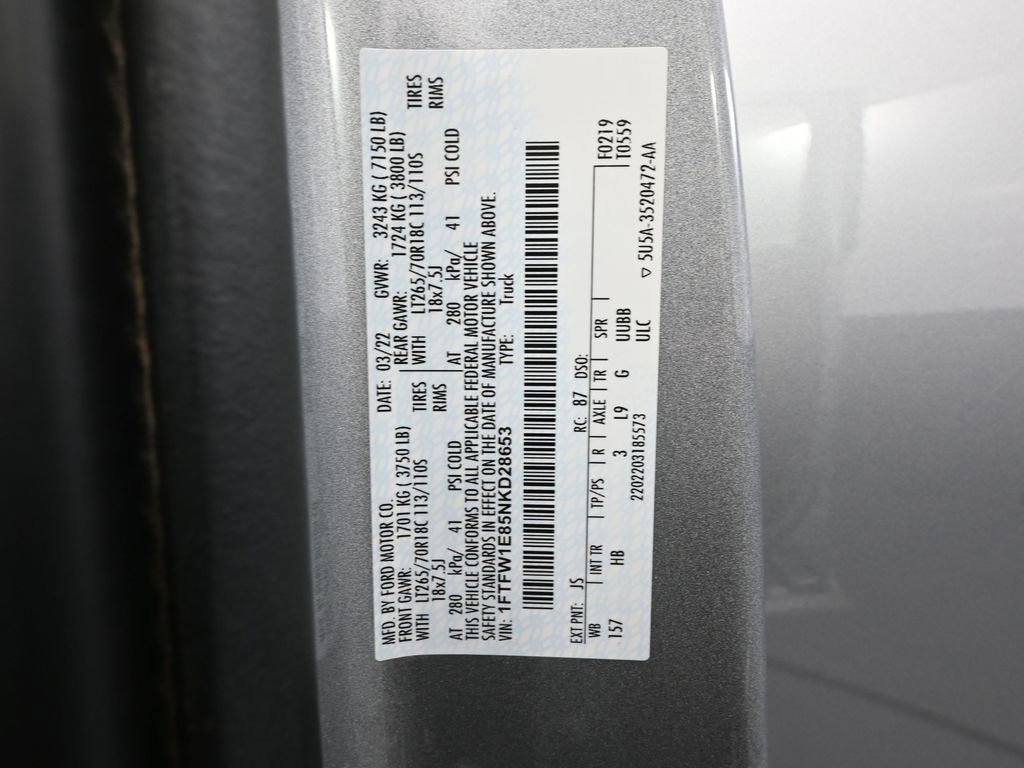 MFD. BY FORD MOTOR CO.
DATE: 03/22 GVWR: 3243 KG ( 7150 LB)
FRONT GAWR: 1701 KG ( 3750 LB)
REAR GAWR: 1724 KG ( 3800 LB)
WITH LT265/70R18C 113/110S TIRES
WITH LT265/70R18C 113/110S TIRES
18x7.5J RIMS
18x7.5J RIMS
AT 280 kPa/ 41 PSI COLD
AT 280 kPa/ 41 PSI COLD
THIS VEHICLE CONFORMS TO ALL APPLICABLE FEDERAL MOTOR VEHICLE
SAFETY STANDARDS IN EFFECT ON THE DATE OF MANUFACTURE SHOWN ABOVE.
VIN: 1FTFW1E85NKD28653 TYPE: Truck
EXT PNT: JS RC: 87 DSO:
WB INT TR TP/PS R AXLE TR SPR F0219
157 HB 3 L9 G UUBB T0559
2202203185573 ULC ▽ 5U5A-3520472-AA